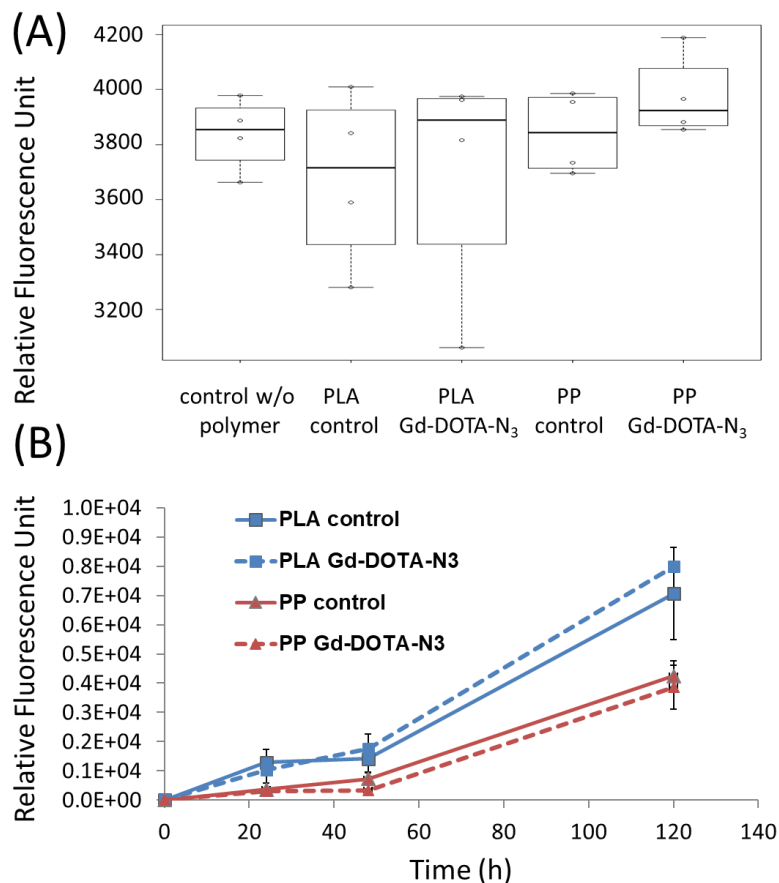 (A)
Relative Fluorescence Unit
4200
4000
3800
3600
3400
3200
control w/o
polymer
PLA
control
PLA
Gd-DOTA-N₃
PP
control
PP
Gd-DOTA-N₃
(B)
Relative Fluorescence Unit
1.0E+04
0.9E+04
0.8E+04
0.7E+04
0.6E+04
0.5E+04
0.4E+04
0.3E+04
0.2E+04
0.1E+04
0.0E+00
PLA control
PLA Gd-DOTA-N3
PP control
PP Gd-DOTA-N3
0
20
40
60
80
100
120
140
Time (h)